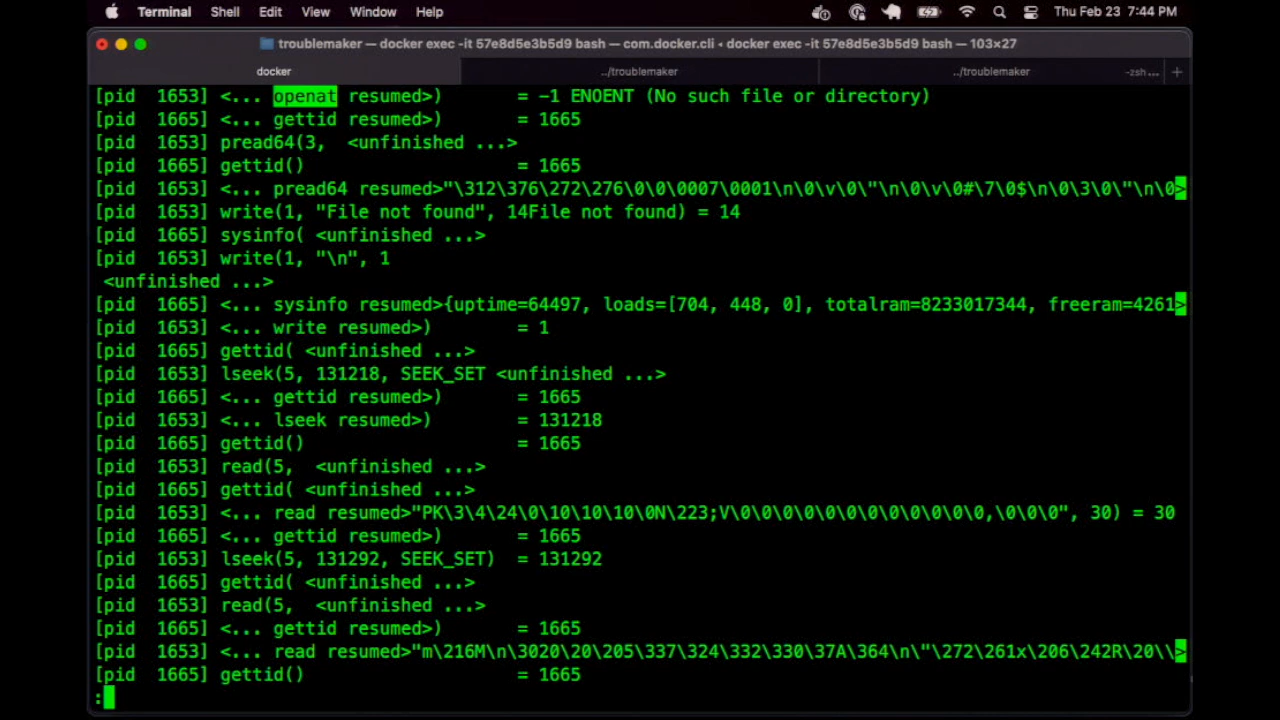 Terminal Shell Edit View Window Help Thu Feb 23 7:44 PM
troublemaker — docker exec -it 57e8d5e3b5d9 bash — com.docker.cli ◂ docker exec -it 57e8d5e3b5d9 bash — 103×27
docker ../troublemaker ../troublemaker -zsh... +
[pid  1653] <... openat resumed>)       = -1 ENOENT (No such file or directory)
[pid  1665] <... gettid resumed>)       = 1665
[pid  1653] pread64(3,  <unfinished ...>
[pid  1665] gettid()                    = 1665
[pid  1653] <... pread64 resumed>"\312\376\272\276\0\0\0007\0001\n\0\v\0\"\n\0\v\0#\7\0$\n\0\3\0\"\n\0>
[pid  1653] write(1, "File not found", 14File not found) = 14
[pid  1665] sysinfo( <unfinished ...>
[pid  1653] write(1, "\n", 1
 <unfinished ...>
[pid  1665] <... sysinfo resumed>{uptime=64497, loads=[704, 448, 0], totalram=8233017344, freeram=4261>
[pid  1653] <... write resumed>)        = 1
[pid  1665] gettid( <unfinished ...>
[pid  1653] lseek(5, 131218, SEEK_SET <unfinished ...>
[pid  1665] <... gettid resumed>)       = 1665
[pid  1653] <... lseek resumed>)        = 131218
[pid  1665] gettid()                    = 1665
[pid  1653] read(5,  <unfinished ...>
[pid  1665] gettid( <unfinished ...>
[pid  1653] <... read resumed>"PK\3\4\24\0\10\10\10\0N\223;V\0\0\0\0\0\0\0\0\0\0\0\0,\0\0\0", 30) = 30
[pid  1665] <... gettid resumed>)       = 1665
[pid  1653] lseek(5, 131292, SEEK_SET)  = 131292
[pid  1665] gettid( <unfinished ...>
[pid  1653] read(5,  <unfinished ...>
[pid  1665] <... gettid resumed>)       = 1665
[pid  1653] <... read resumed>"m\216M\n\3020\20\205\337\324\332\330\37A\364\n\"\272\261x\206\242R\20\\>
[pid  1665] gettid()                    = 1665
: